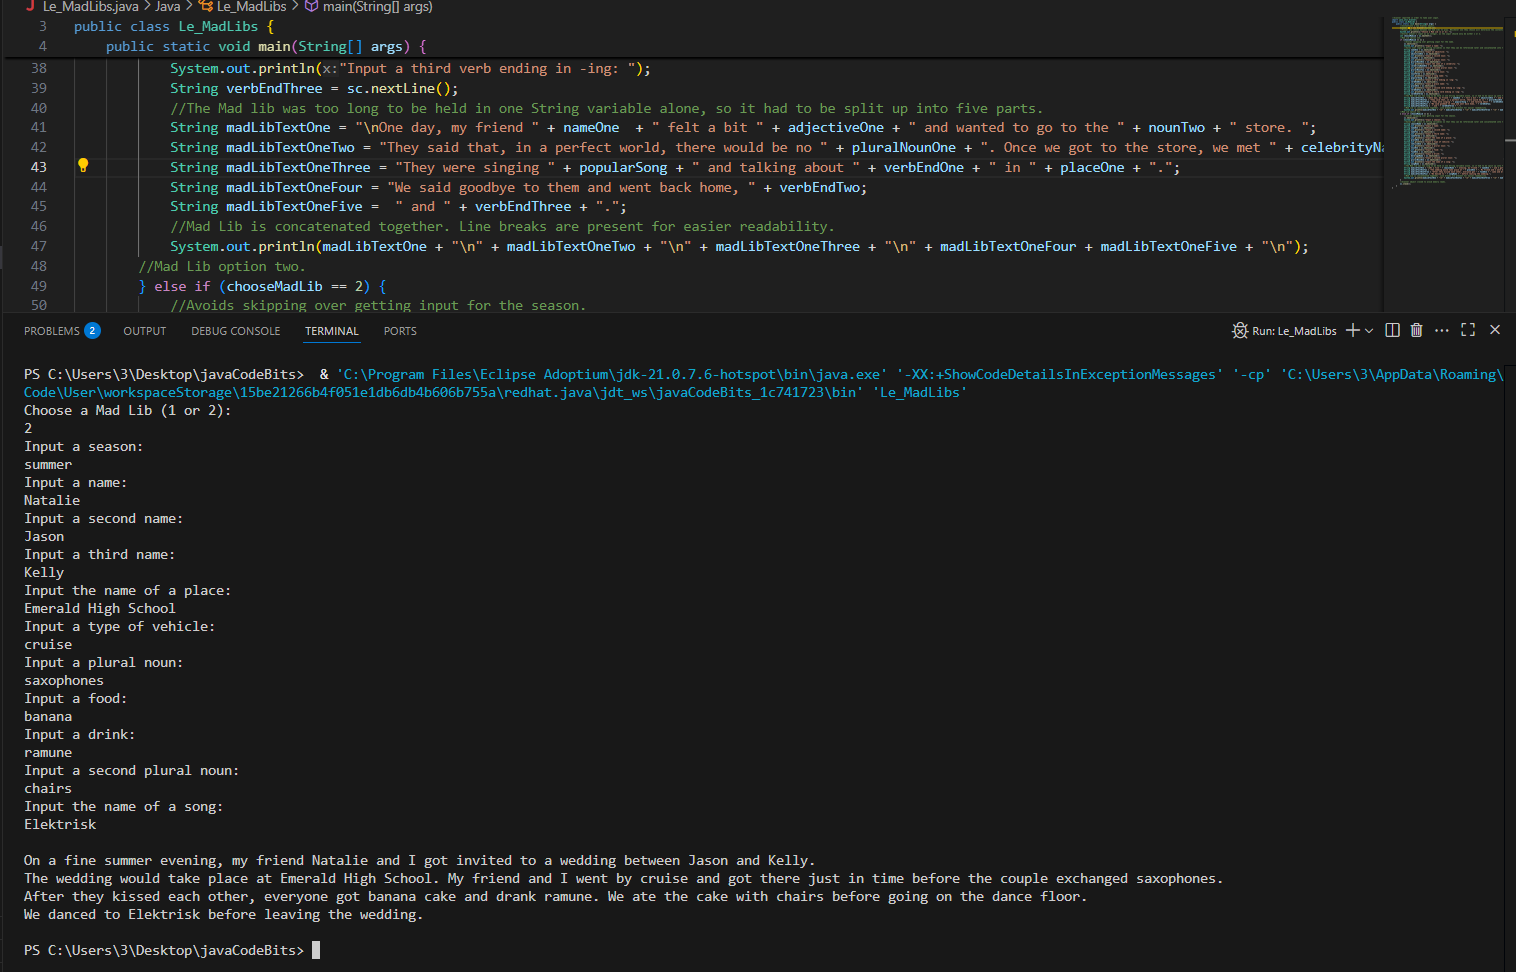 Le_MadLibs.java > Java > Le_MadLibs > main(String[] args)
3 public class Le_MadLibs {
4 public static void main(String[] args) {
38 System.out.println(x:"Input a third verb ending in -ing: ");
39 String verbEndThree = sc.nextLine();
40 //The Mad lib was too long to be held in one String variable alone, so it had to be split up into five parts.
41 String madLibTextOne = "\nOne day, my friend " + nameOne  + " felt a bit " + adjectiveOne + " and wanted to go to the " + nounTwo + " store. ";
42 String madLibTextOneTwo = "They said that, in a perfect world, there would be no " + pluralNounOne + ". Once we got to the store, we met " + celebrityNa
43 String madLibTextOneThree = "They were singing " + popularSong + " and talking about " + verbEndOne + " in " + placeOne + ".";
44 String madLibTextOneFour = "We said goodbye to them and went back home, " + verbEndTwo;
45 String madLibTextOneFive =  " and " + verbEndThree + ".";
46 //Mad Lib is concatenated together. Line breaks are present for easier readability.
47 System.out.println(madLibTextOne + "\n" + madLibTextOneTwo + "\n" + madLibTextOneThree + "\n" + madLibTextOneFour + madLibTextOneFive + "\n");
48 //Mad Lib option two.
49 } else if (chooseMadLib == 2) {
50 //Avoids skipping over getting input for the season.
PROBLEMS 2 OUTPUT DEBUG CONSOLE TERMINAL PORTS Run: Le_MadLibs
PS C:\Users\3\Desktop\javaCodeBits>  & 'C:\Program Files\Eclipse Adoptium\jdk-21.0.7.6-hotspot\bin\java.exe' '-XX:+ShowCodeDetailsInExceptionMessages' '-cp' 'C:\Users\3\AppData\Roaming\
Code\User\workspaceStorage\15be21266b4f051e1db6db4b606b755a\redhat.java\jdt_ws\javaCodeBits_1c741723\bin' 'Le_MadLibs'
Choose a Mad Lib (1 or 2):
2
Input a season:
summer
Input a name:
Natalie
Input a second name:
Jason
Input a third name:
Kelly
Input the name of a place:
Emerald High School
Input a type of vehicle:
cruise
Input a plural noun:
saxophones
Input a food:
banana
Input a drink:
ramune
Input a second plural noun:
chairs
Input the name of a song:
Elektrisk
On a fine summer evening, my friend Natalie and I got invited to a wedding between Jason and Kelly.
The wedding would take place at Emerald High School. My friend and I went by cruise and got there just in time before the couple exchanged saxophones.
After they kissed each other, everyone got banana cake and drank ramune. We ate the cake with chairs before going on the dance floor.
We danced to Elektrisk before leaving the wedding.
PS C:\Users\3\Desktop\javaCodeBits>